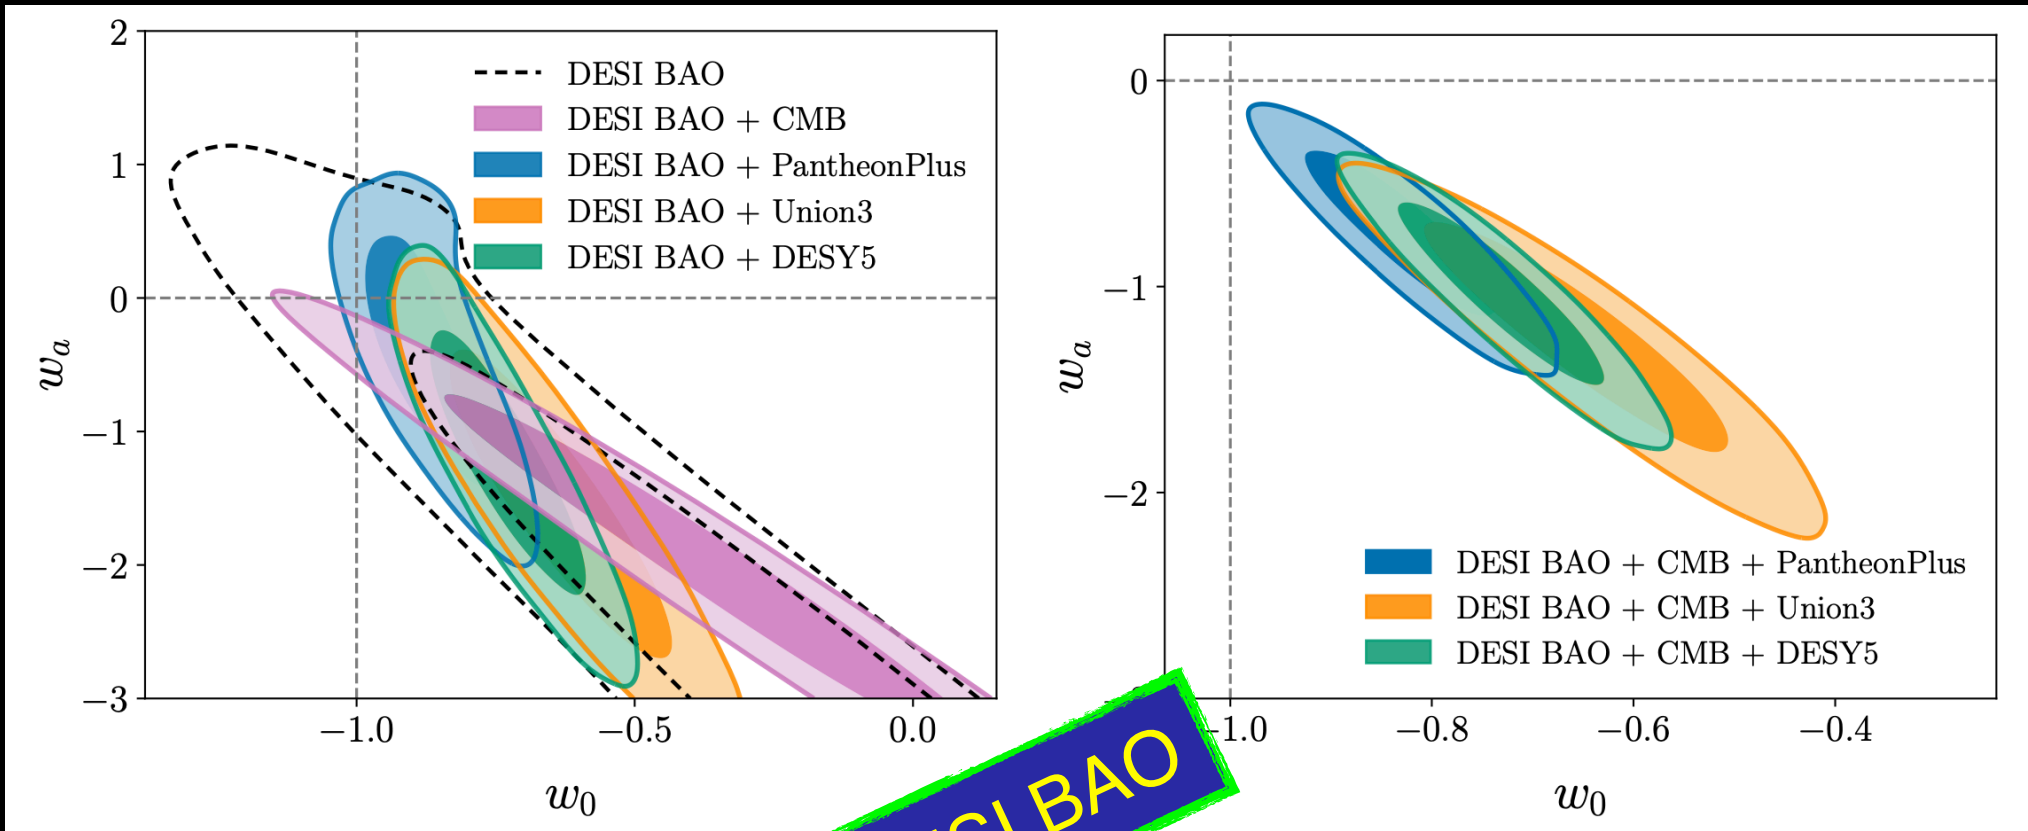 2
1
0
−1
−2
−3
w_a
DESI BAO
DESI BAO + CMB
DESI BAO + PantheonPlus
DESI BAO + Union3
DESI BAO + DESY5
−1.0
−0.5
0.0
w_0
0
−1
−2
w_a
DESI BAO + CMB + PantheonPlus
DESI BAO + CMB + Union3
DESI BAO + CMB + DESY5
−1.0
−0.8
−0.6
−0.4
w_0
BAO